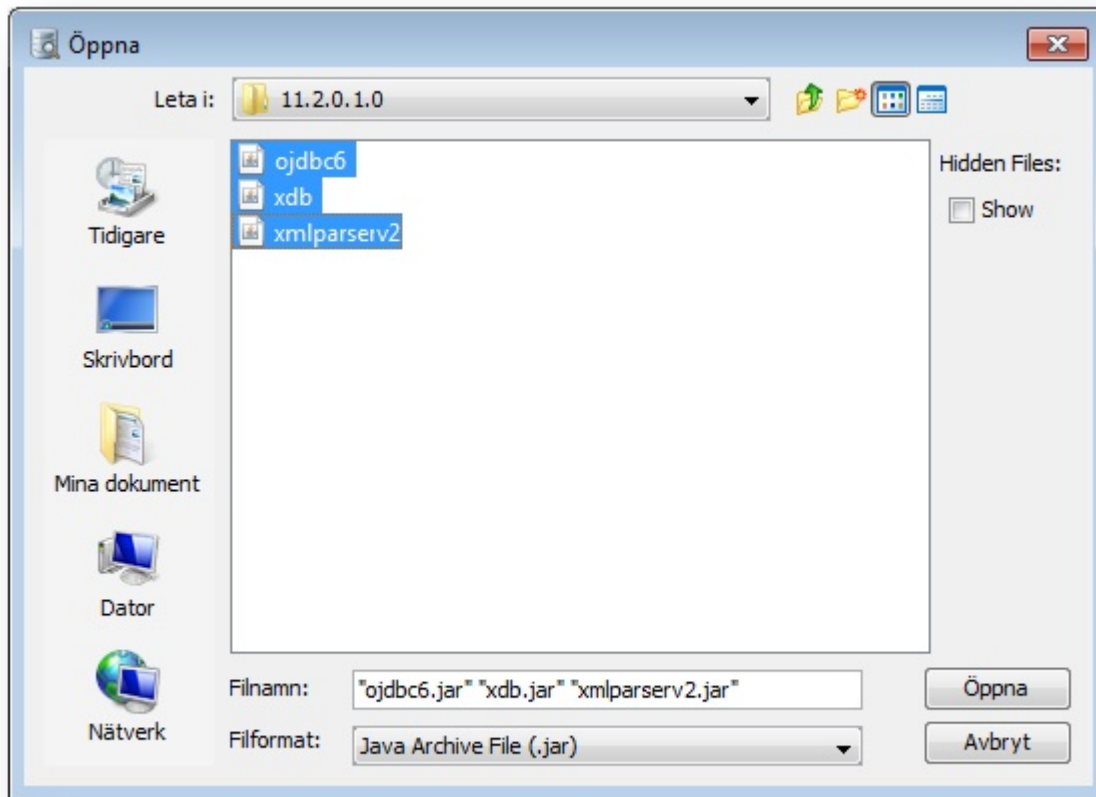 Öppna
Leta i: 11.2.0.1.0
ojdbc6
xdb
xmlparserv2
Hidden Files:
Show
Tidigare
Skrivbord
Mina dokument
Dator
Nätverk
Filnamn: "ojdbc6.jar" "xdb.jar" "xmlparserv2.jar" Öppna
Filformat: Java Archive File (.jar) Avbryt